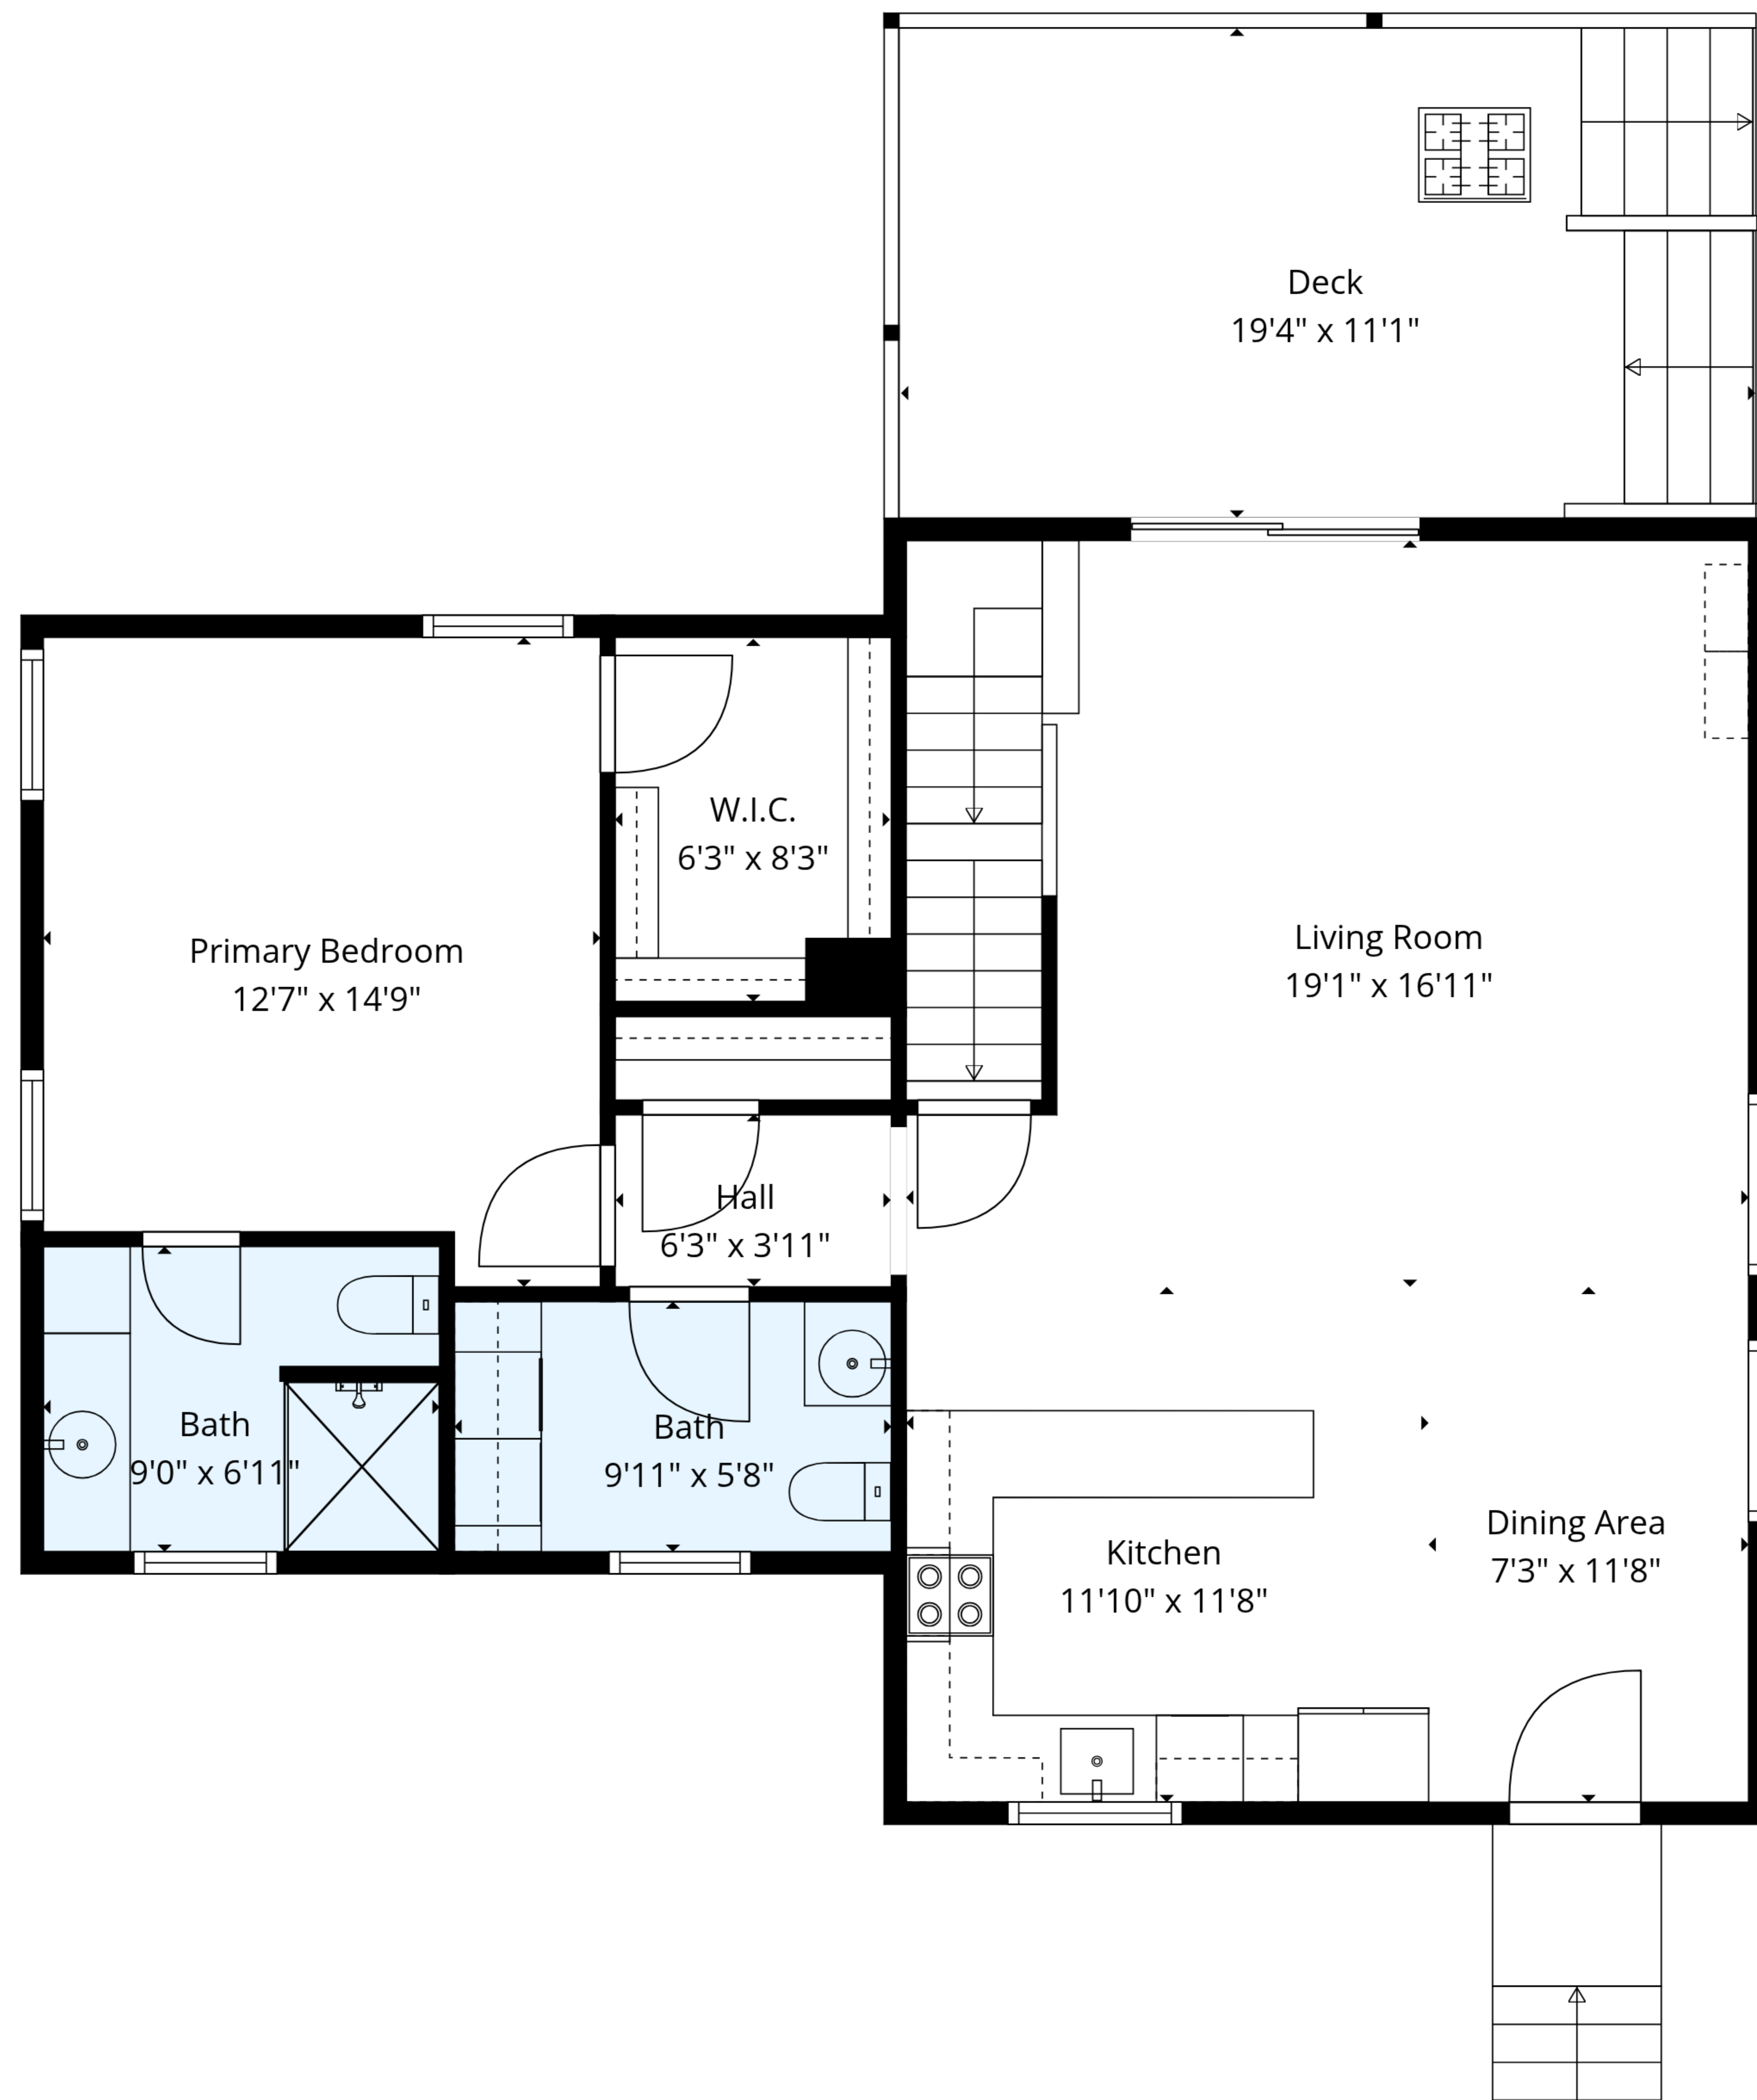 Deck
19'4" x 11'1"
W.I.C.
6'3" x 8'3"
Primary Bedroom
12'7" x 14'9"
Living Room
19'1" x 16'11"
Hall
6'3" x 3'11"
Bath
9'0" x 6'11"
Bath
9'11" x 5'8"
Kitchen
11'10" x 11'8"
Dining Area
7'3" x 11'8"